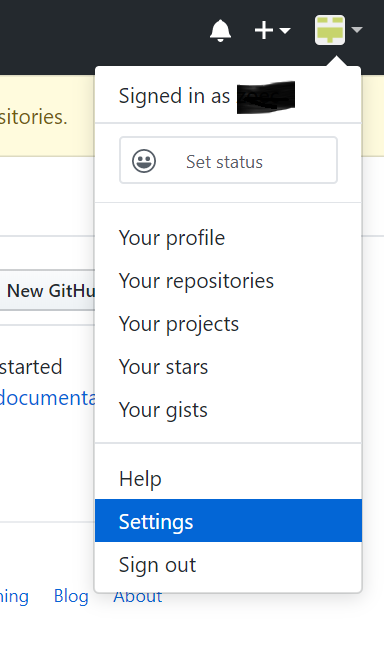 Signed in as
sitories.
Set status
Your profile
Your repositories
New GitHu
Your projects
started
Your stars
documenta
Your gists
Help
Settings
Sign out
ning Blog About